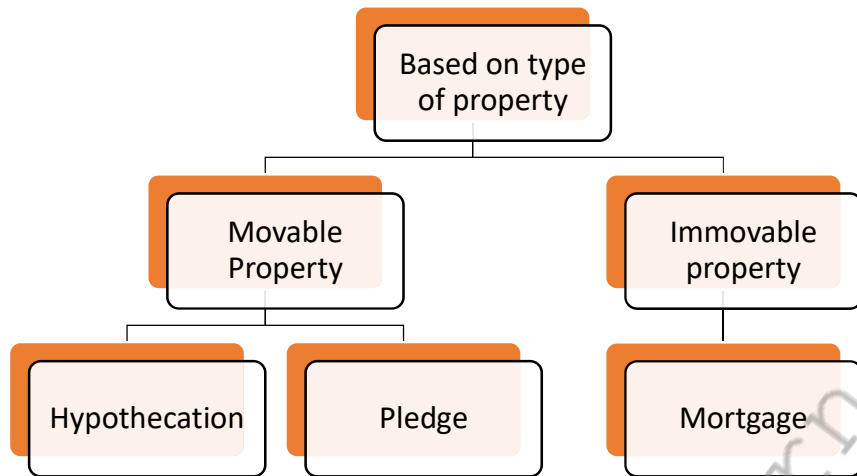 Based on type
of property
Movable
Property
Immovable
property
Hypothecation
Pledge
Mortgage